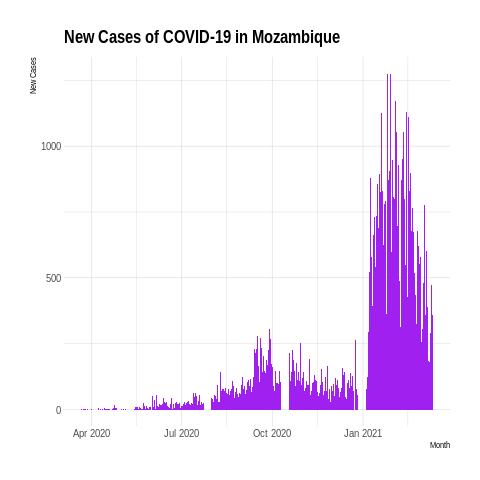 New Cases of COVID-19 in Mozambique
New Cases
1000
500
0
Apr 2020 Jul 2020 Oct 2020 Jan 2021
Month